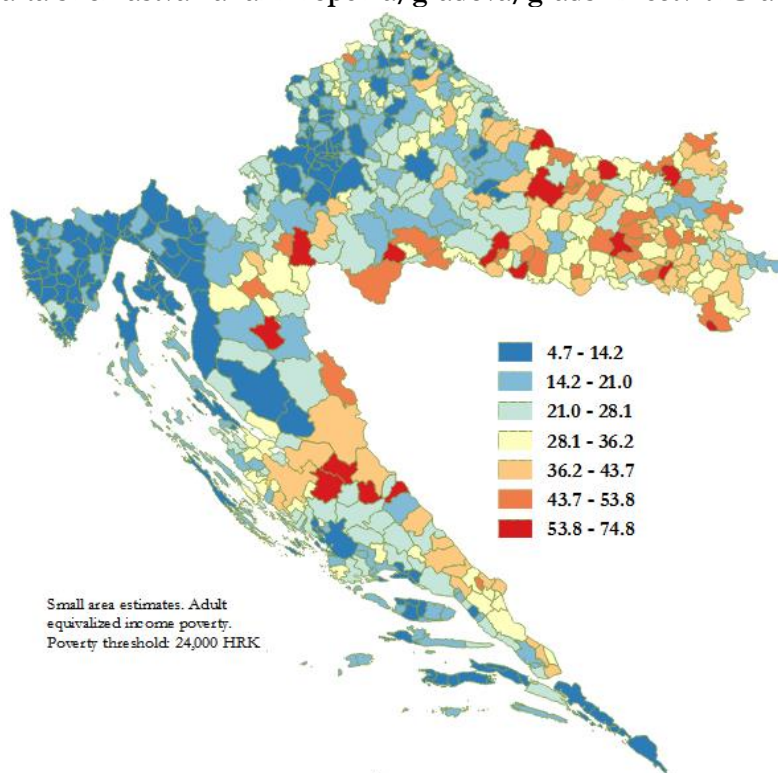 4.7 - 14.2
14.2 - 21.0
21.0 - 28.1
28.1 - 36.2
36.2 - 43.7
43.7 - 53.8
53.8 - 74.8
Small area estimates. Adult
equivalized income poverty.
Poverty threshold: 24,000 HRK